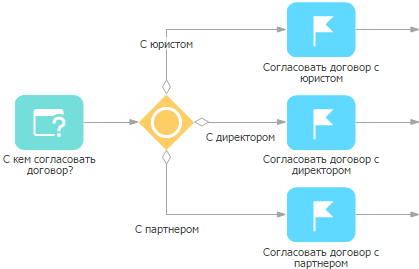 С юристом
Согласовать договор с
юристом
С кем согласовать
договор?
С директором
Согласовать договор с
директором
С партнером
Согласовать договор с
партнером